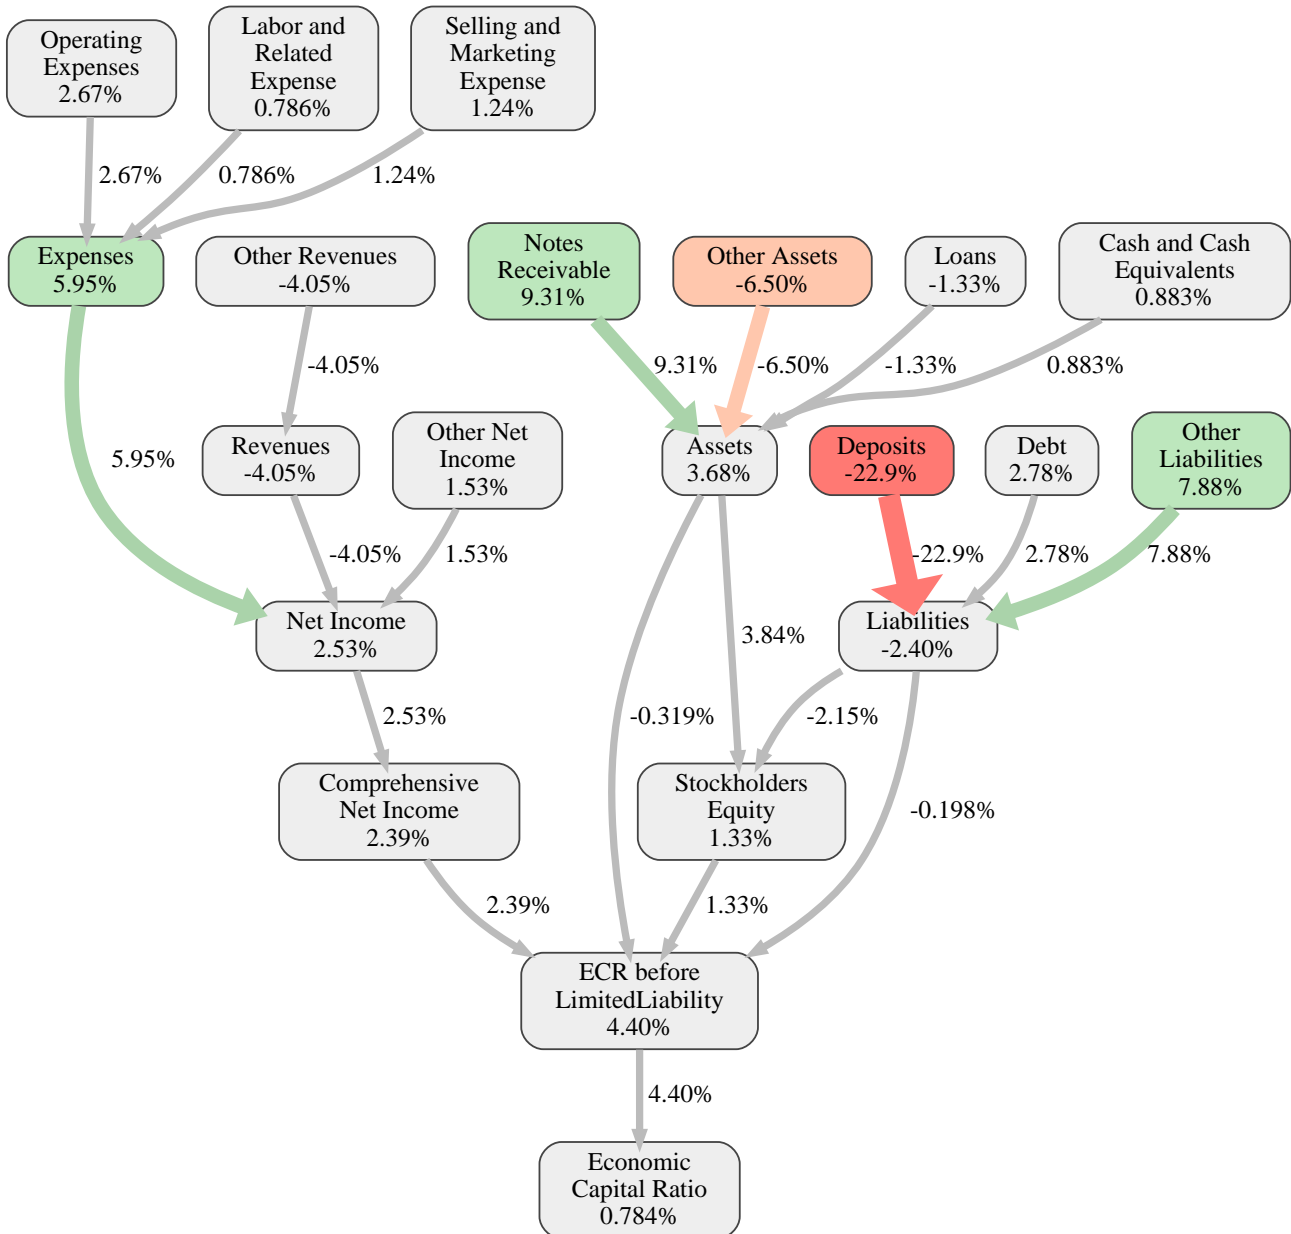 Operating
Expenses
2.67%
Labor and
Related
Expense
0.786%
Selling and
Marketing
Expense
1.24%
2.67%
0.786%
1.24%
Expenses
5.95%
Other Revenues
-4.05%
Notes
Receivable
9.31%
Other Assets
-6.50%
Loans
-1.33%
Cash and Cash
Equivalents
0.883%
-4.05%
9.31%
-6.50%
-1.33%
0.883%
5.95%
Revenues
-4.05%
Other Net
Income
1.53%
Assets
3.68%
Deposits
-22.9%
Debt
2.78%
Other
Liabilities
7.88%
-4.05%
1.53%
-22.9%
2.78%
7.88%
Net Income
2.53%
3.84%
Liabilities
-2.40%
2.53%
-0.319%
-2.15%
Comprehensive
Net Income
2.39%
Stockholders
Equity
1.33%
-0.198%
2.39%
1.33%
ECR before
LimitedLiability
4.40%
4.40%
Economic
Capital Ratio
0.784%